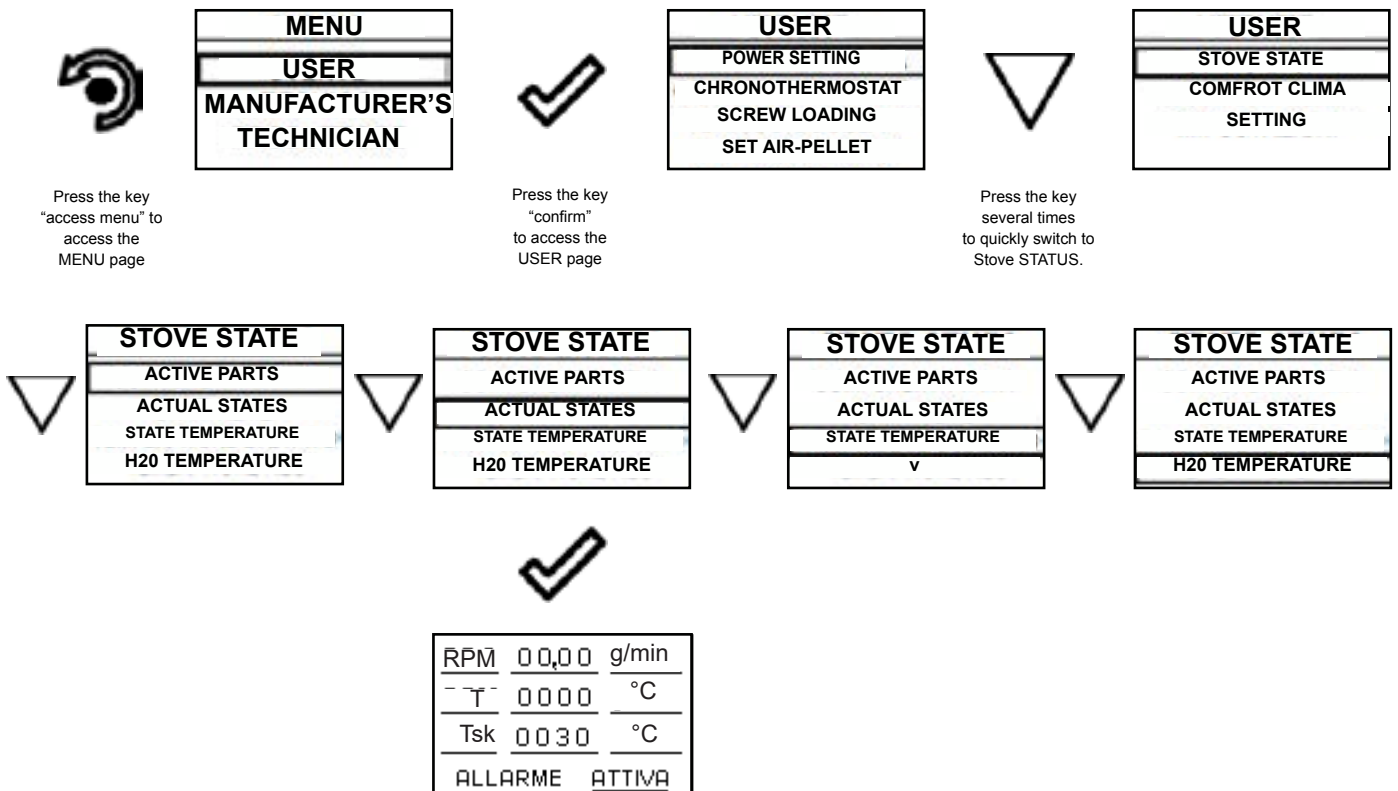 MENU
USER
MANUFACTURER'S
TECHNICIAN
USER
POWER SETTING
CHRONOTHERMOSTAT
SCREW LOADING
SET AIR-PELLET
USER
STOVE STATE
COMFROT CLIMA
SETTING
Press the key
“access menu” to
access the
MENU page
Press the key
“confirm”
to access the
USER page
Press the key
several times
to quickly switch to
Stove STATUS.
STOVE STATE
ACTIVE PARTS
ACTUAL STATES
STATE TEMPERATURE
H20 TEMPERATURE
STOVE STATE
ACTIVE PARTS
ACTUAL STATES
STATE TEMPERATURE
H20 TEMPERATURE
STOVE STATE
ACTIVE PARTS
ACTUAL STATES
STATE TEMPERATURE
v
STOVE STATE
ACTIVE PARTS
ACTUAL STATES
STATE TEMPERATURE
H20 TEMPERATURE
RPM 00,00 g/min
T 0000 °C
Tsk 0030 °C
ALLARME ATTIVA